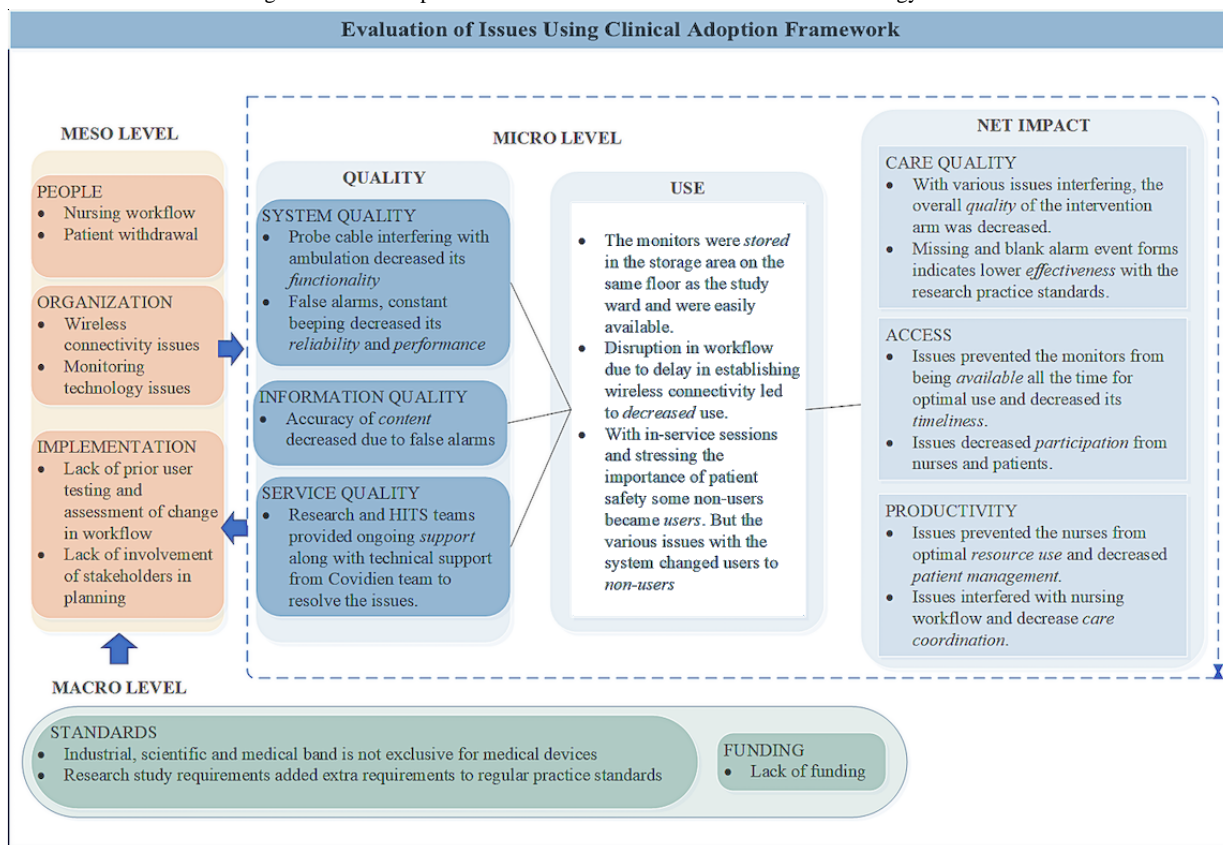 Evaluation of Issues Using Clinical Adoption Framework
MESO LEVEL
PEOPLE
• Nursing workflow
• Patient withdrawal
ORGANIZATION
• Wireless
connectivity issues
• Monitoring
technology issues
IMPLEMENTATION
• Lack of prior user
testing and
assessment of change
in workflow
• Lack of involvement
of stakeholders in
planning
MICRO LEVEL
QUALITY
SYSTEM QUALITY
• Probe cable interfering with
ambulation decreased its
functionality
• False alarms, constant
beeping decreased its
reliability and performance
INFORMATION QUALITY
• Accuracy of content
decreased due to false alarms
SERVICE QUALITY
• Research and HITS teams
provided ongoing support
along with technical support
from Covidien team to
resolve the issues.
USE
• The monitors were stored
in the storage area on the
same floor as the study
ward and were easily
available.
• Disruption in workflow
due to delay in establishing
wireless connectivity led
to decreased use.
• With in-service sessions
and stressing the
importance of patient
safety some non-users
became users. But the
various issues with the
system changed users to
non-users
NET IMPACT
CARE QUALITY
• With various issues interfering, the
overall quality of the intervention
arm was decreased.
• Missing and blank alarm event forms
indicates lower effectiveness with the
research practice standards.
ACCESS
• Issues prevented the monitors from
being available all the time for
optimal use and decreased its
timeliness.
• Issues decreased participation from
nurses and patients.
PRODUCTIVITY
• Issues prevented the nurses from
optimal resource use and decreased
patient management.
• Issues interfered with nursing
workflow and decrease care
coordination.
MACRO LEVEL
STANDARDS
• Industrial, scientific and medical band is not exclusive for medical devices
• Research study requirements added extra requirements to regular practice standards
FUNDING
• Lack of funding